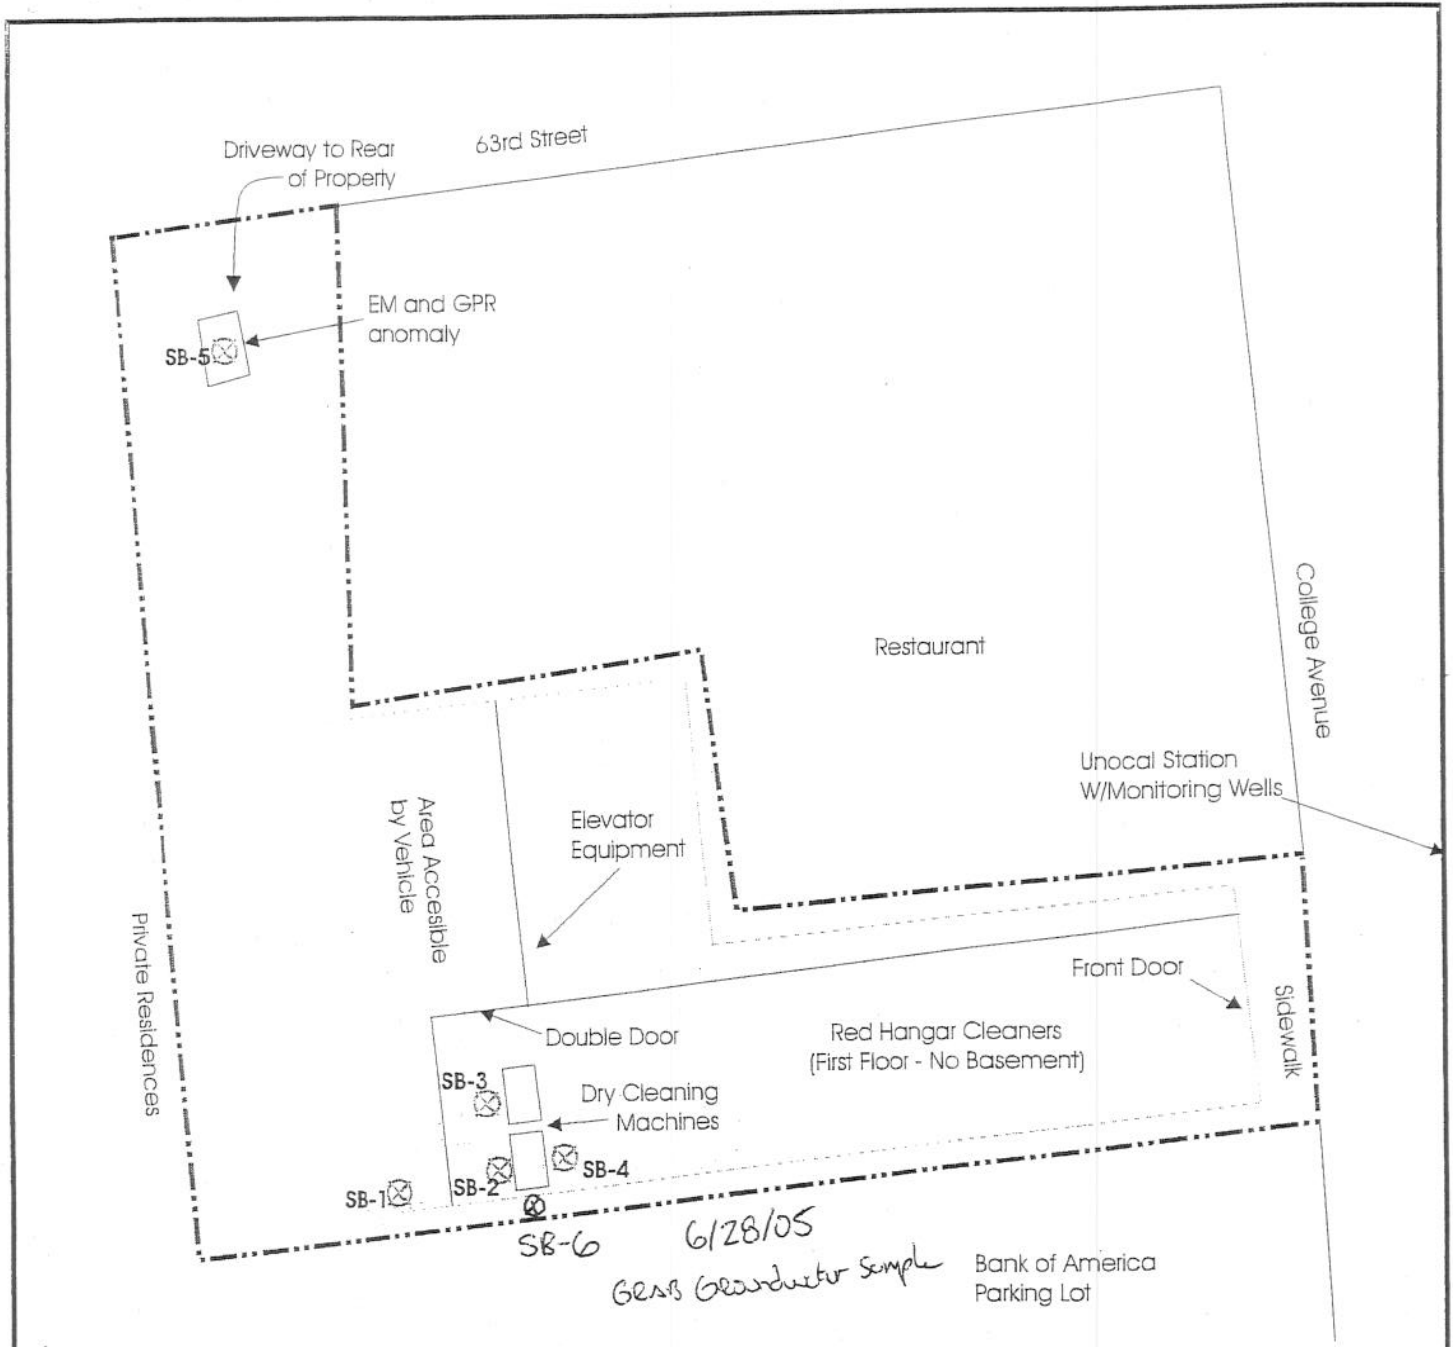 63rd Street
Driveway to Rear
of Property
EM and GPR
anomaly
SB-5
College Avenue
Restaurant
Unocal Station
W/Monitoring Wells
Area Accesible
by Vehicle
Elevator
Equipment
Private Residences
Front Door
Sidewalk
Double Door
Red Hangar Cleaners
(First Floor - No Basement)
SB-3
Dry Cleaning
Machines
SB-4
SB-2
SB-1
SB-6
6/28/05
GRAB Groundwater Sample
Bank of America
Parking Lot